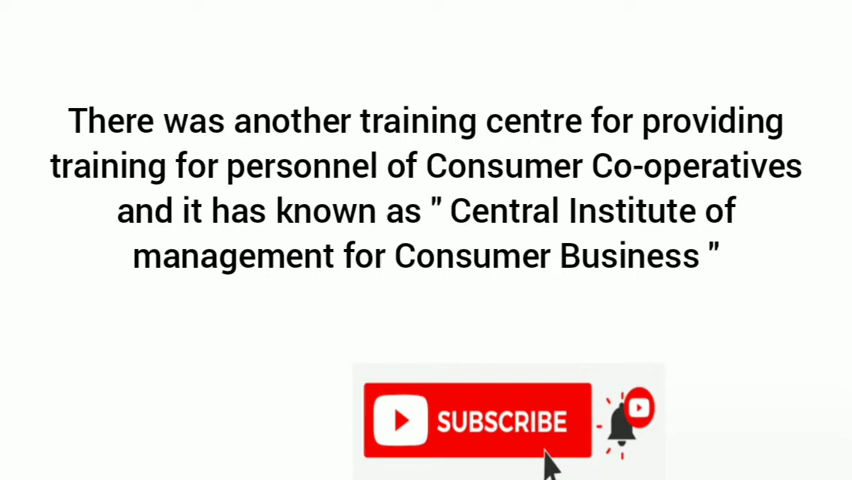 There was another training centre for providing
training for personnel of Consumer Co-operatives
and it has known as " Central Institute of
management for Consumer Business "
SUBSCRIBE